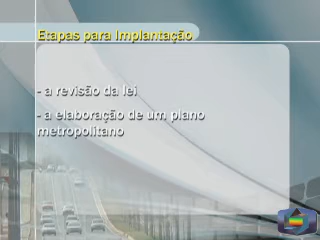 Etapas para Implantação
- a revisão da lei
- a elaboração de um plano
metropolitano